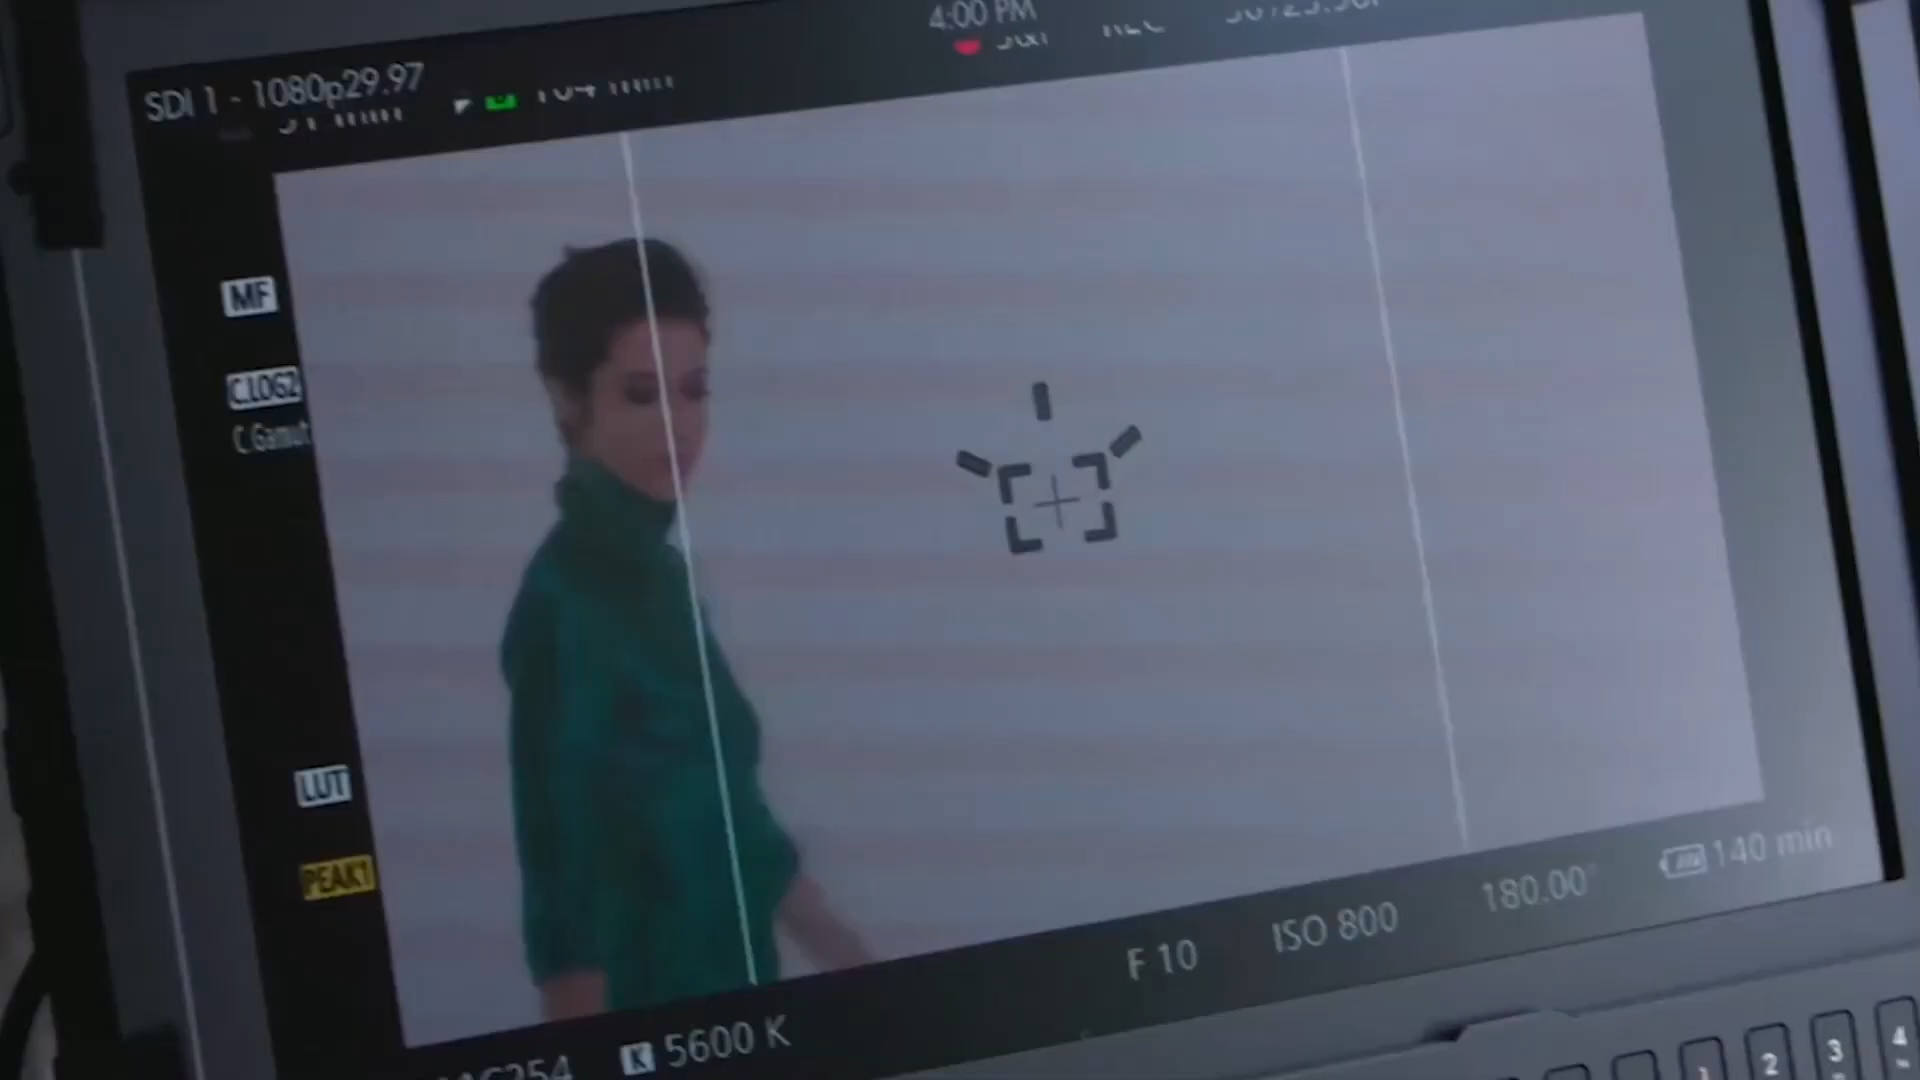 4:00 PM
SDI 1 - 1080p29.97
MF
C.LOG2
C.Gamut
LUT
PEAK1
140 min
180.00°
ISO 800
F 10
K 5600 K
1 2 3 4